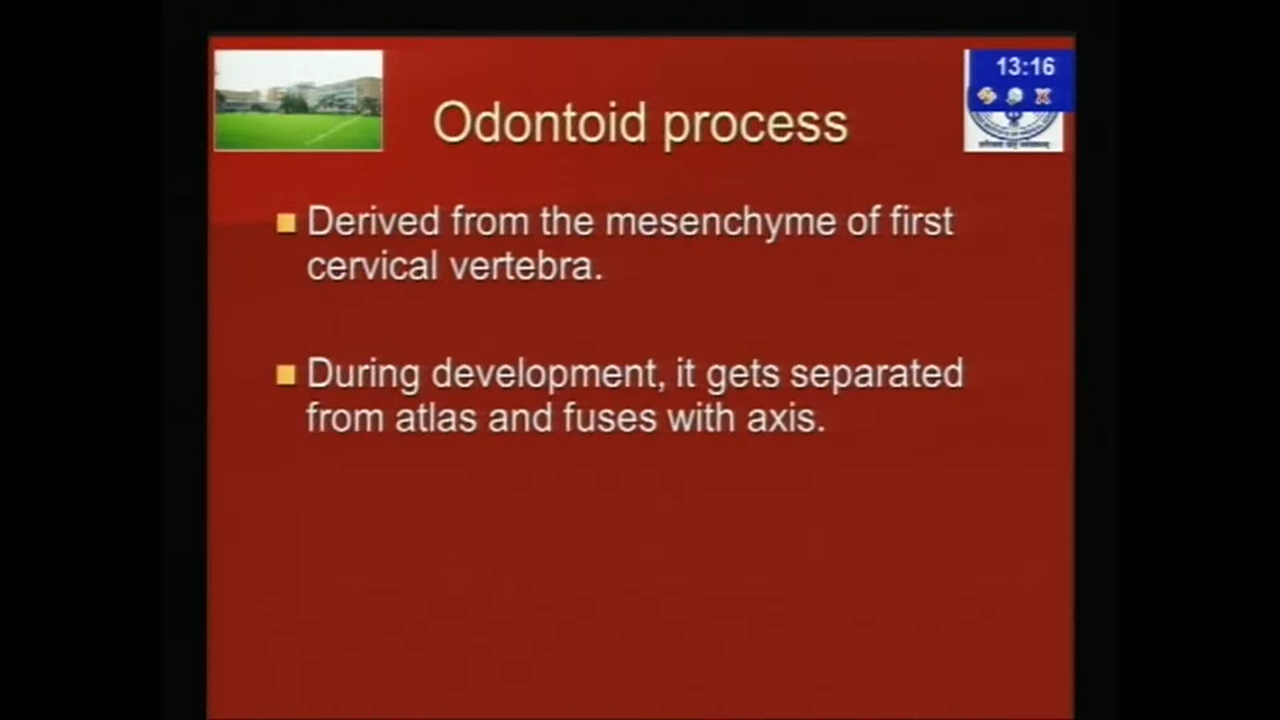 13:16
Odontoid process
Derived from the mesenchyme of first
cervical vertebra.
During development, it gets separated
from atlas and fuses with axis.